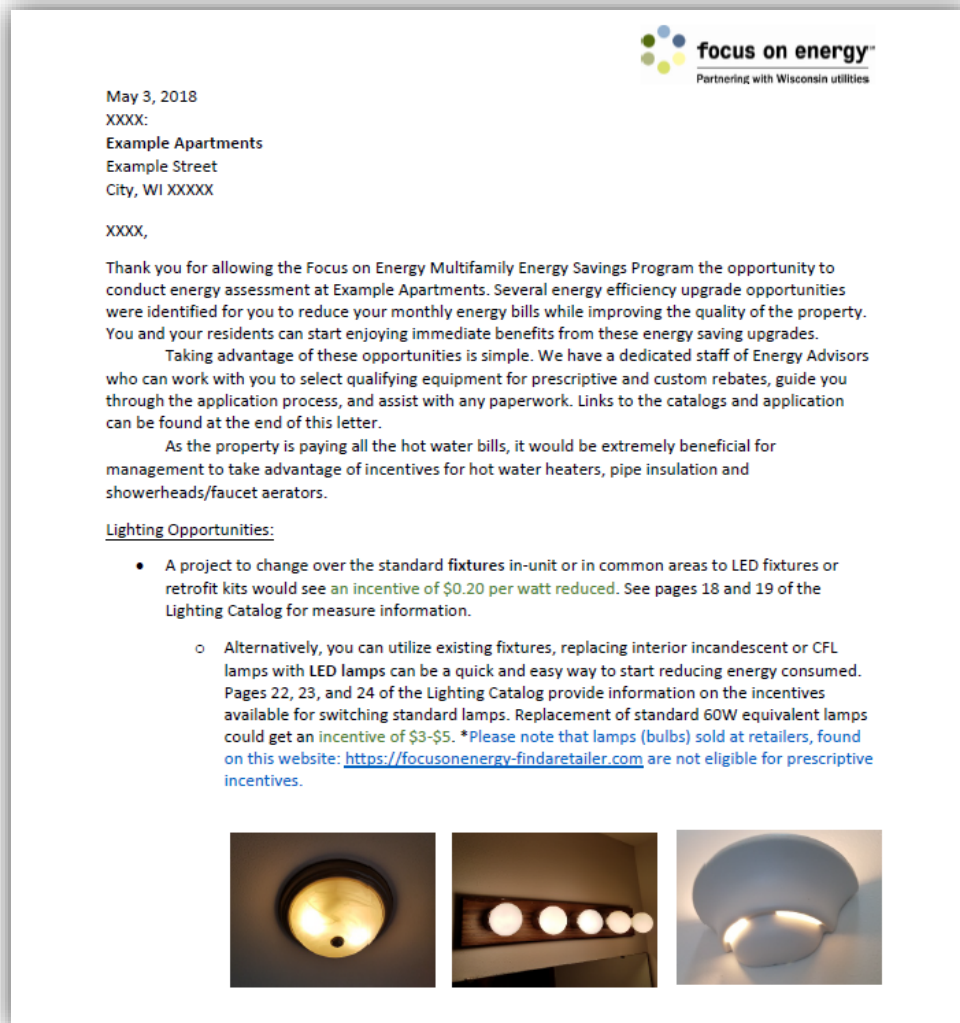 focus on energy℠
Partnering with Wisconsin utilities
May 3, 2018
XXXX:
Example Apartments
Example Street
City, WI XXXXX
XXXX,
Thank you for allowing the Focus on Energy Multifamily Energy Savings Program the opportunity to
conduct energy assessment at Example Apartments. Several energy efficiency upgrade opportunities
were identified for you to reduce your monthly energy bills while improving the quality of the property.
You and your residents can start enjoying immediate benefits from these energy saving upgrades.
Taking advantage of these opportunities is simple. We have a dedicated staff of Energy Advisors
who can work with you to select qualifying equipment for prescriptive and custom rebates, guide you
through the application process, and assist with any paperwork. Links to the catalogs and application
can be found at the end of this letter.
As the property is paying all the hot water bills, it would be extremely beneficial for
management to take advantage of incentives for hot water heaters, pipe insulation and
showerheads/faucet aerators.
Lighting Opportunities:
• A project to change over the standard fixtures in-unit or in common areas to LED fixtures or
retrofit kits would see an incentive of $0.20 per watt reduced. See pages 18 and 19 of the
Lighting Catalog for measure information.
o Alternatively, you can utilize existing fixtures, replacing interior incandescent or CFL
lamps with LED lamps can be a quick and easy way to start reducing energy consumed.
Pages 22, 23, and 24 of the Lighting Catalog provide information on the incentives
available for switching standard lamps. Replacement of standard 60W equivalent lamps
could get an incentive of $3-$5. *Please note that lamps (bulbs) sold at retailers, found
on this website: https://focusonenergy-findaretailer.com are not eligible for prescriptive
incentives.